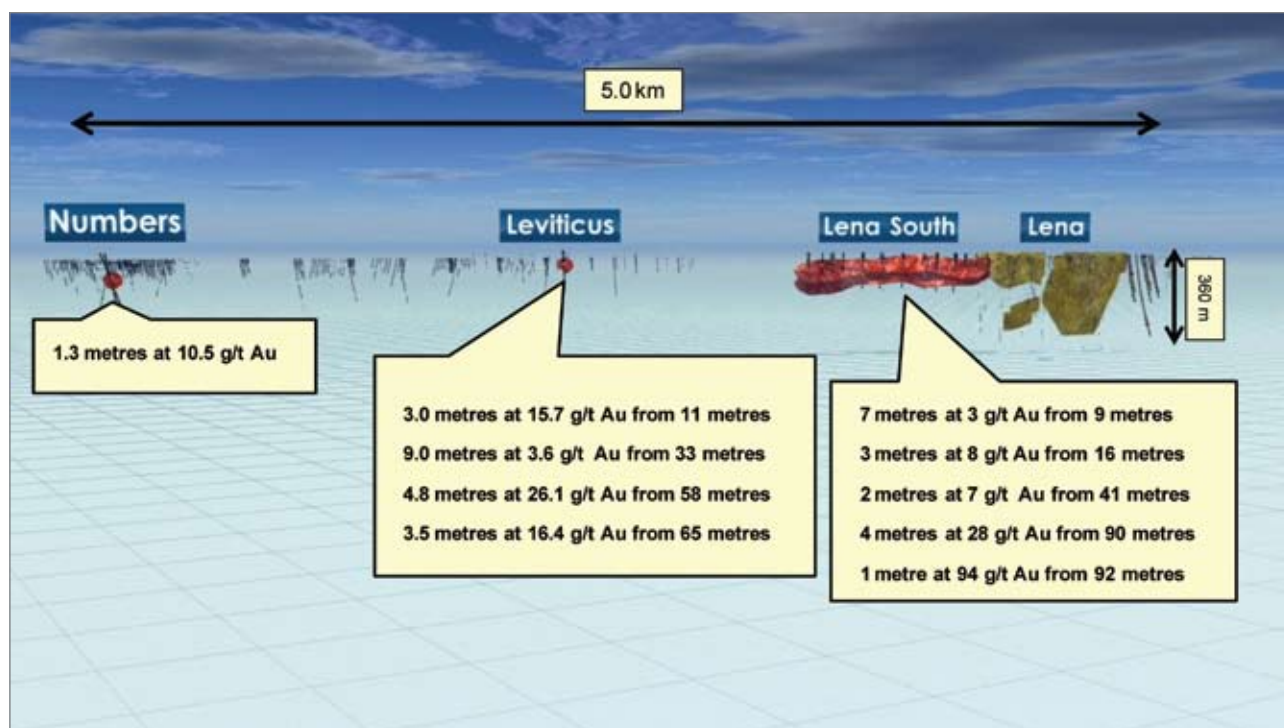 5.0 km
Numbers
Leviticus
Lena South
Lena
360 m
1.3 metres at 10.5 g/t Au
3.0 metres at 15.7 g/t Au from 11 metres
9.0 metres at 3.6 g/t Au from 33 metres
4.8 metres at 26.1 g/t Au from 58 metres
3.5 metres at 16.4 g/t Au from 65 metres
7 metres at 3 g/t Au from 9 metres
3 metres at 8 g/t Au from 16 metres
2 metres at 7 g/t Au from 41 metres
4 metres at 28 g/t Au from 90 metres
1 metre at 94 g/t Au from 92 metres